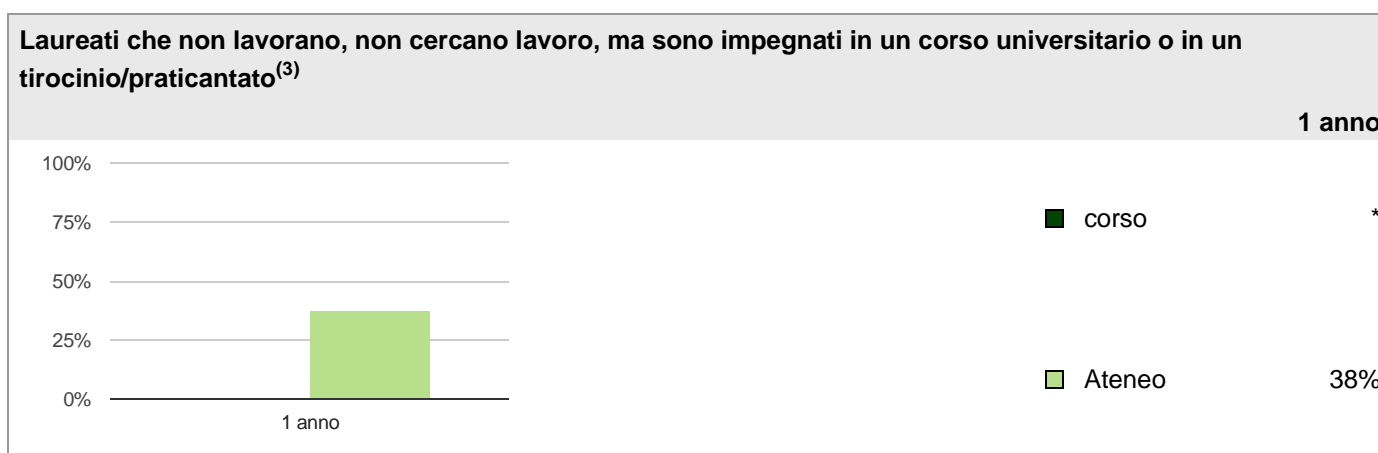 Laureati che non lavorano, non cercano lavoro, ma sono impegnati in un corso universitario o in un
tirocinio/praticantato(3)
1 anno
100%
75%
50%
25%
0%
1 anno
corso *
Ateneo 38%